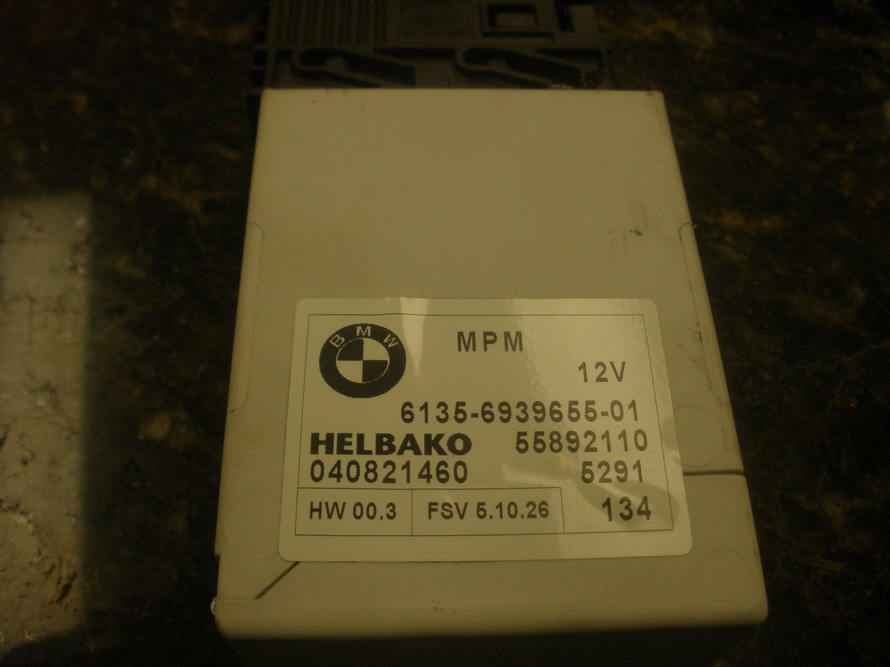 BMW
MPM
12V
6135-6939655-01
HELBAKO 55892110
040821460 5291
HW 00.3 FSV 5.10.26 134